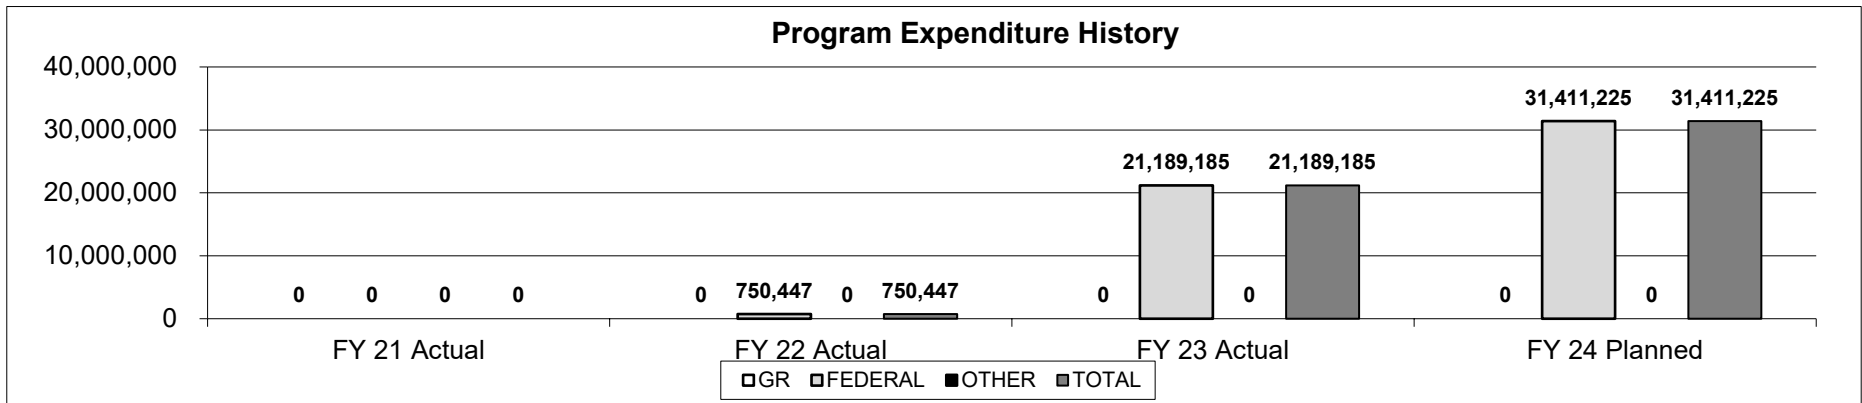 Program Expenditure History
40,000,000
30,000,000
20,000,000
10,000,000
0
0 0 0 0
0 750,447 0 750,447
0 21,189,185 0 21,189,185
0 31,411,225 0 31,411,225
FY 21 Actual FY 22 Actual FY 23 Actual FY 24 Planned
GR FEDERAL OTHER TOTAL